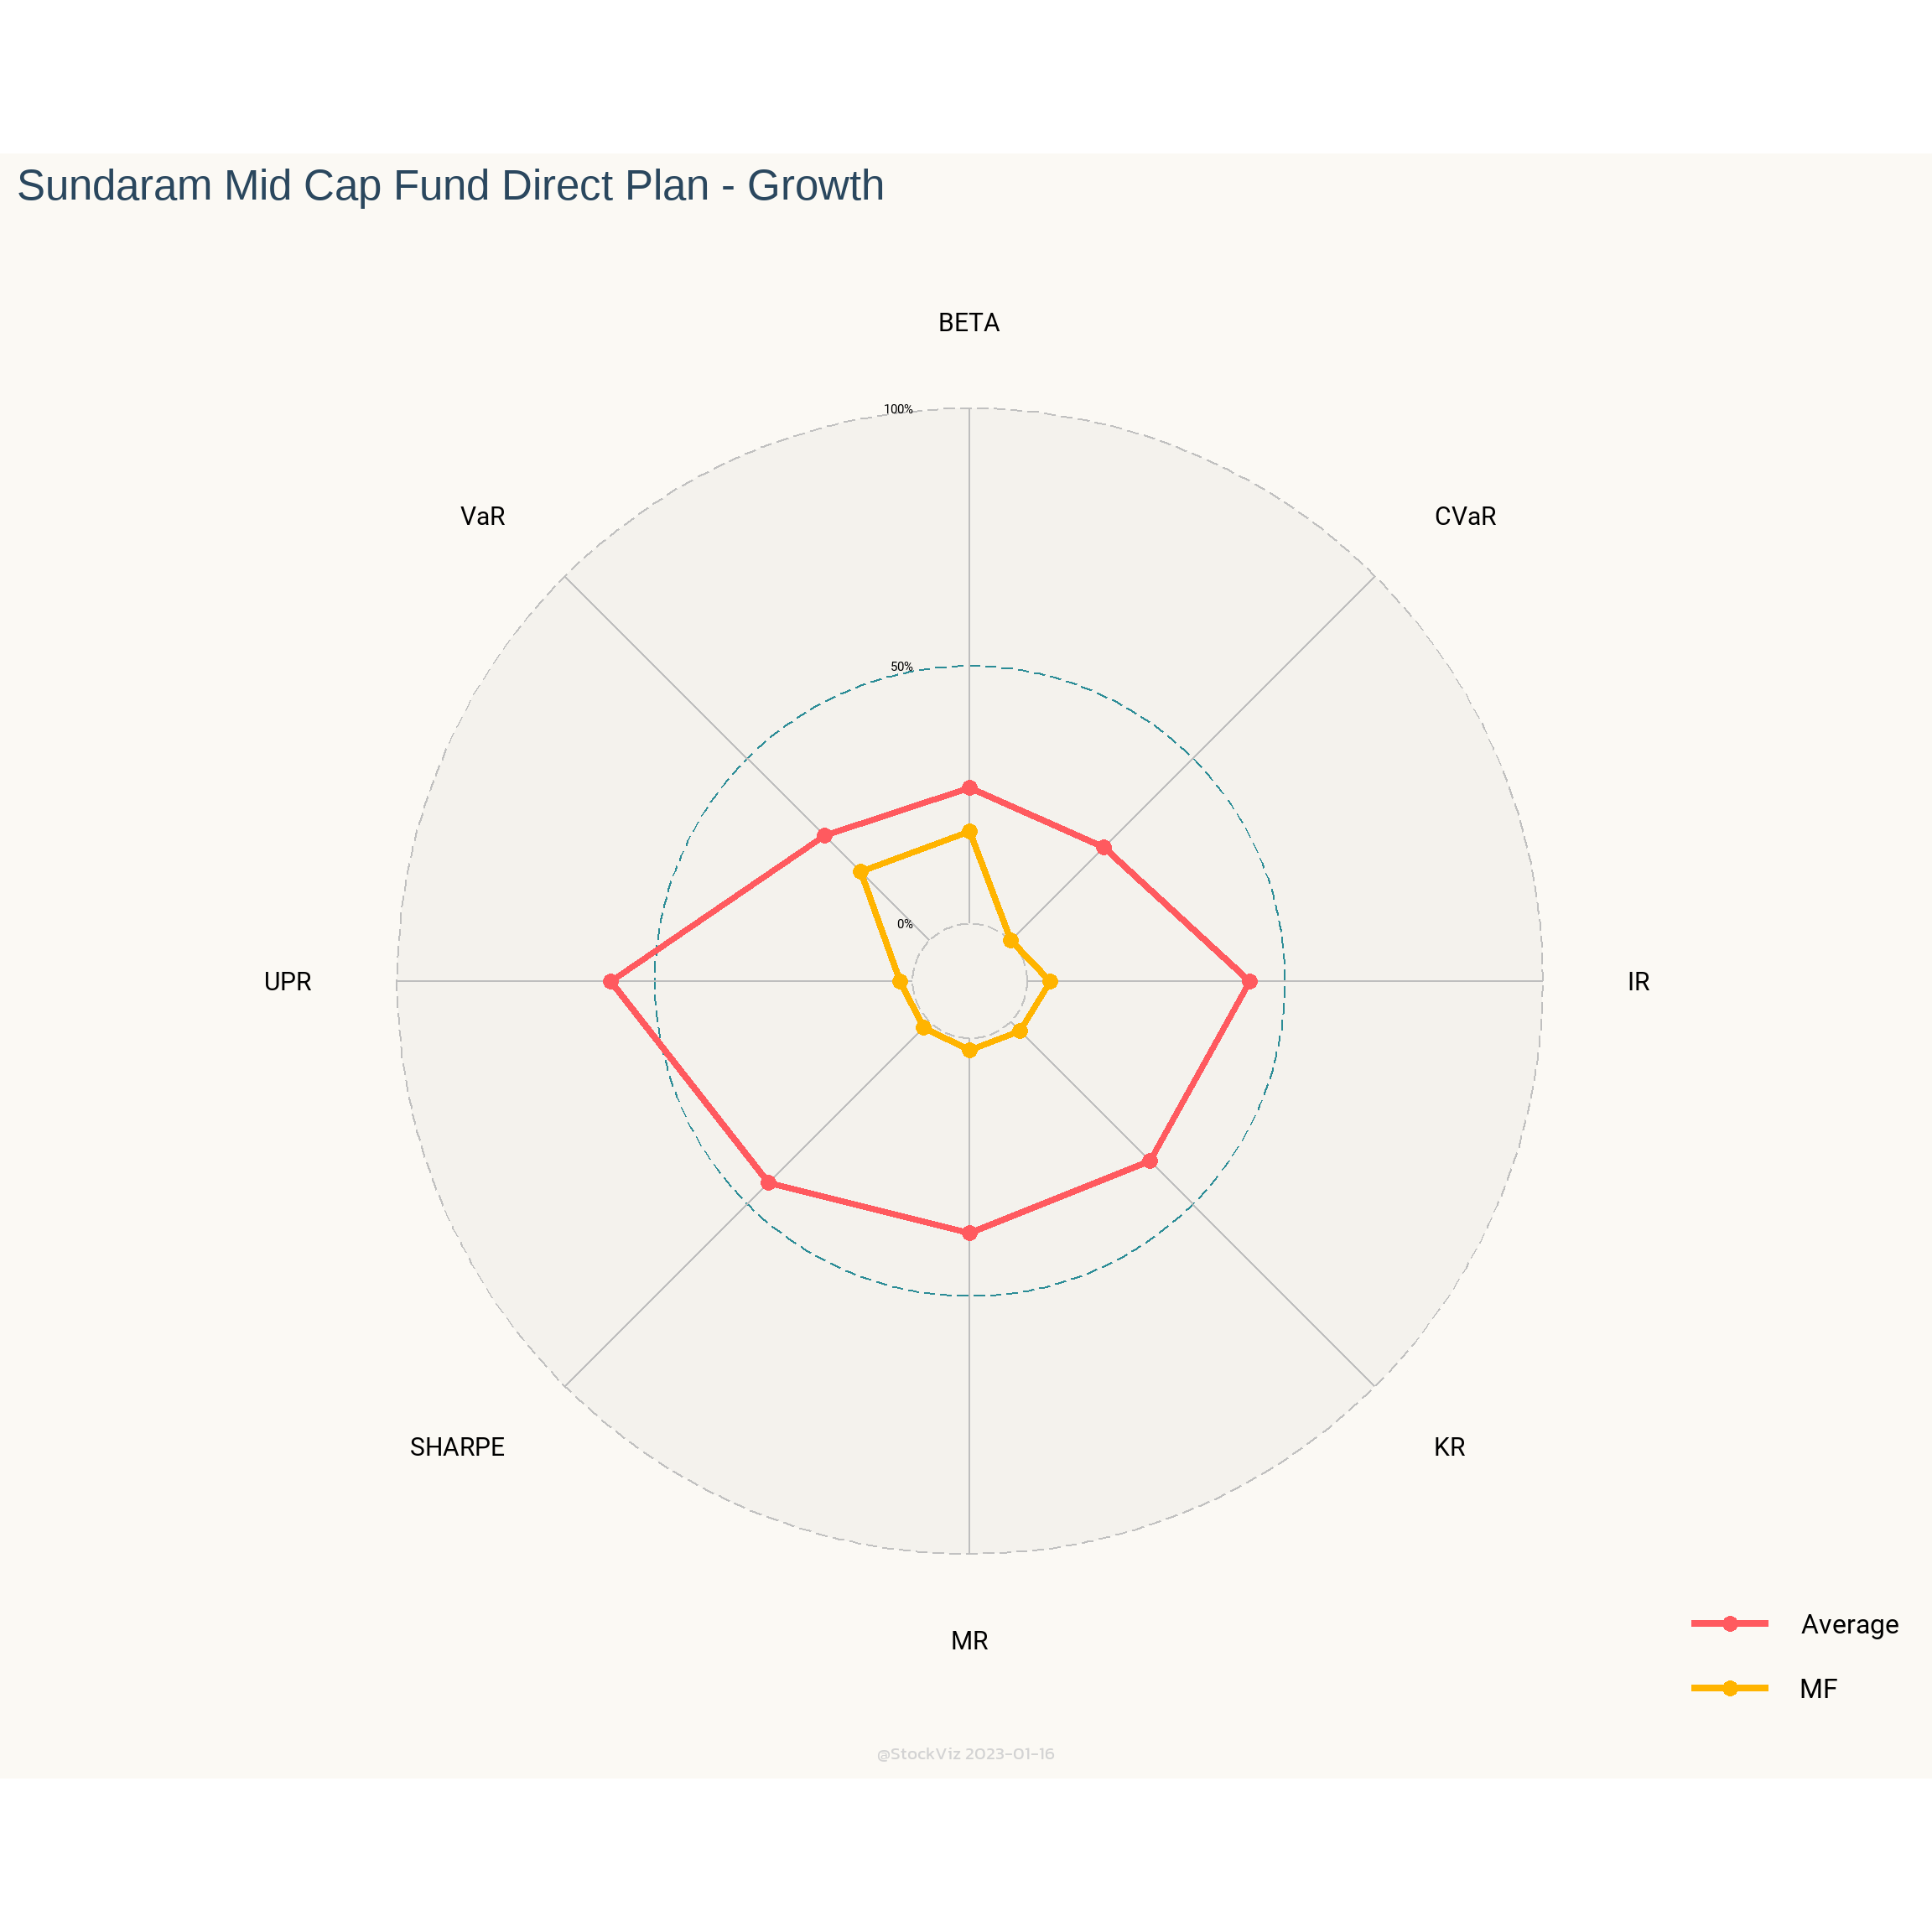 Sundaram Mid Cap Fund Direct Plan - Growth
BETA
100%
VaR
CVaR
50%
0%
UPR
IR
SHARPE
KR
MR
Average
MF
@StockViz 2023-01-16